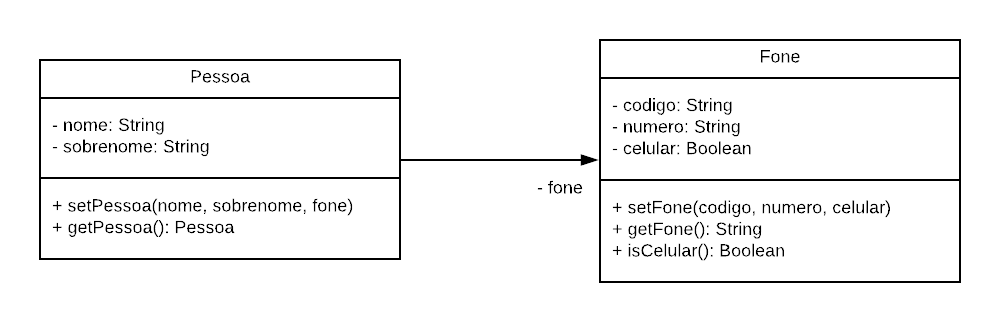 Pessoa
- nome: String
- sobrenome: String
+ setPessoa(nome, sobrenome, fone)
+ getPessoa(): Pessoa
- fone
Fone
- codigo: String
- numero: String
- celular: Boolean
+ setFone(codigo, numero, celular)
+ getFone(): String
+ isCelular(): Boolean